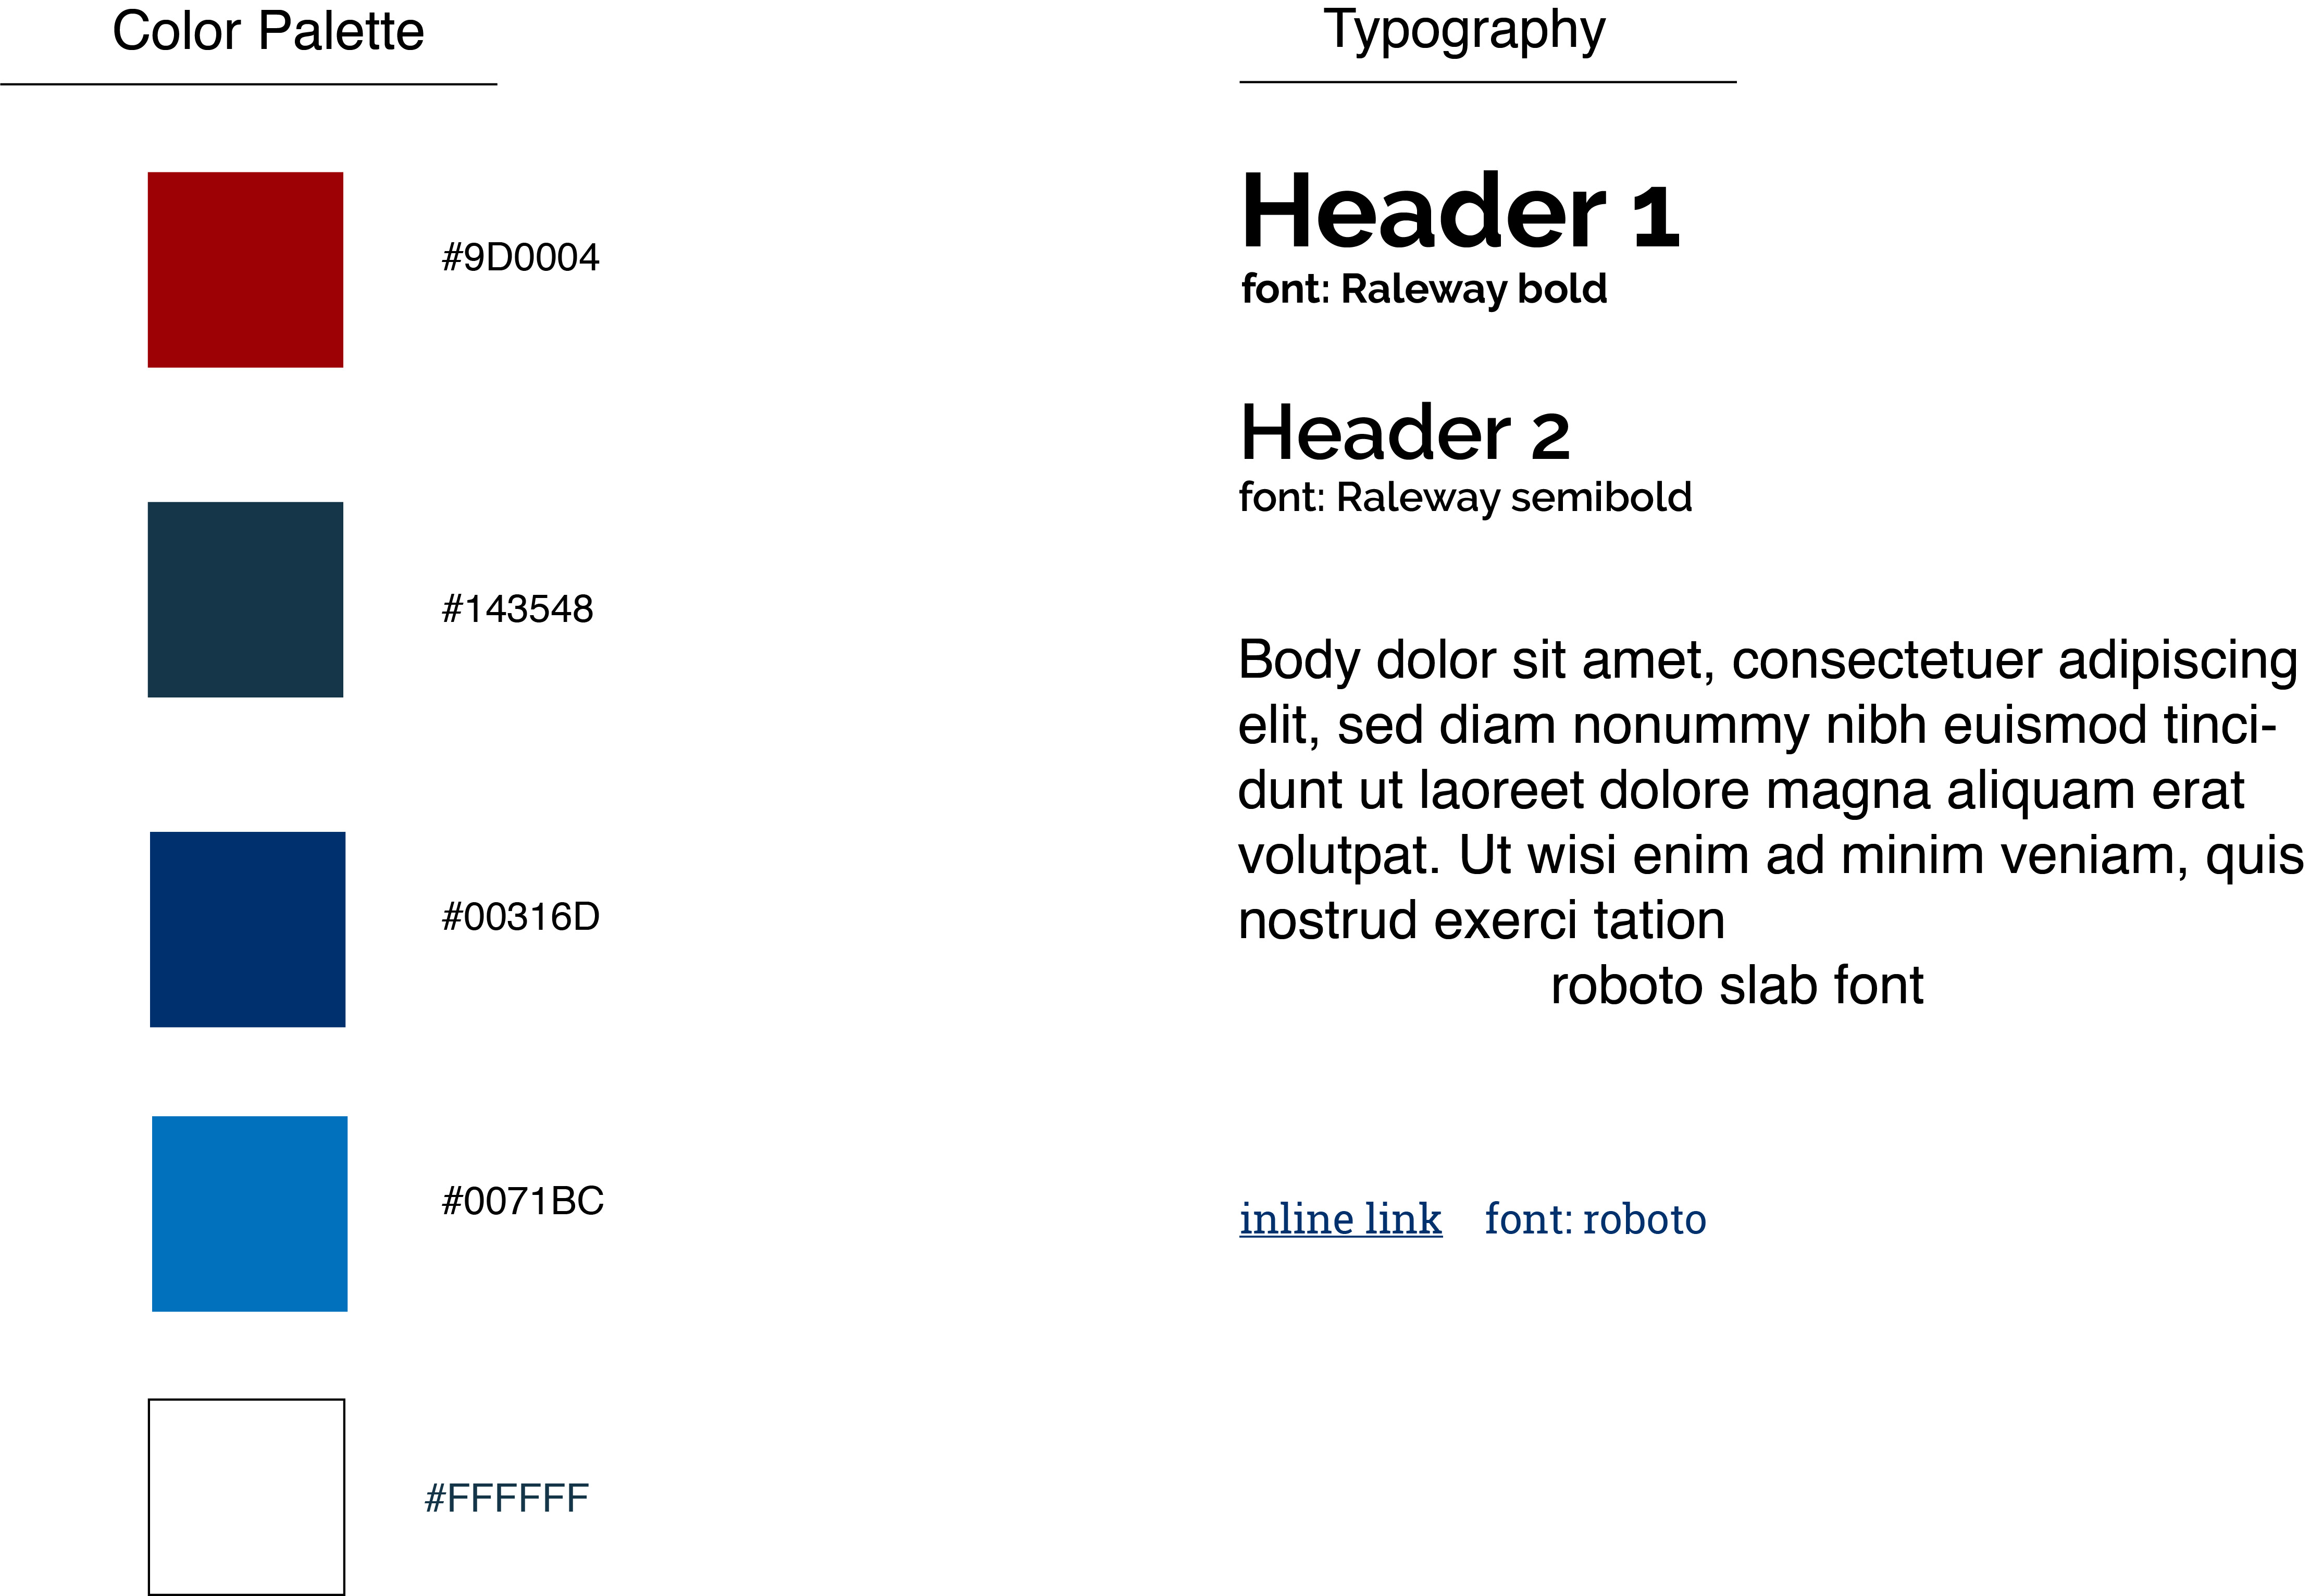 Color Palette
#9D0004
#143548
#00316D
#0071BC
#FFFFFF
Typography
Header 1
font: Raleway bold
Header 2
font: Raleway semibold
Body dolor sit amet, consectetuer adipiscing
elit, sed diam nonummy nibh euismod tinci-
dunt ut laoreet dolore magna aliquam erat
volutpat. Ut wisi enim ad minim veniam, quis
nostrud exerci tation
roboto slab font
inline link font: roboto